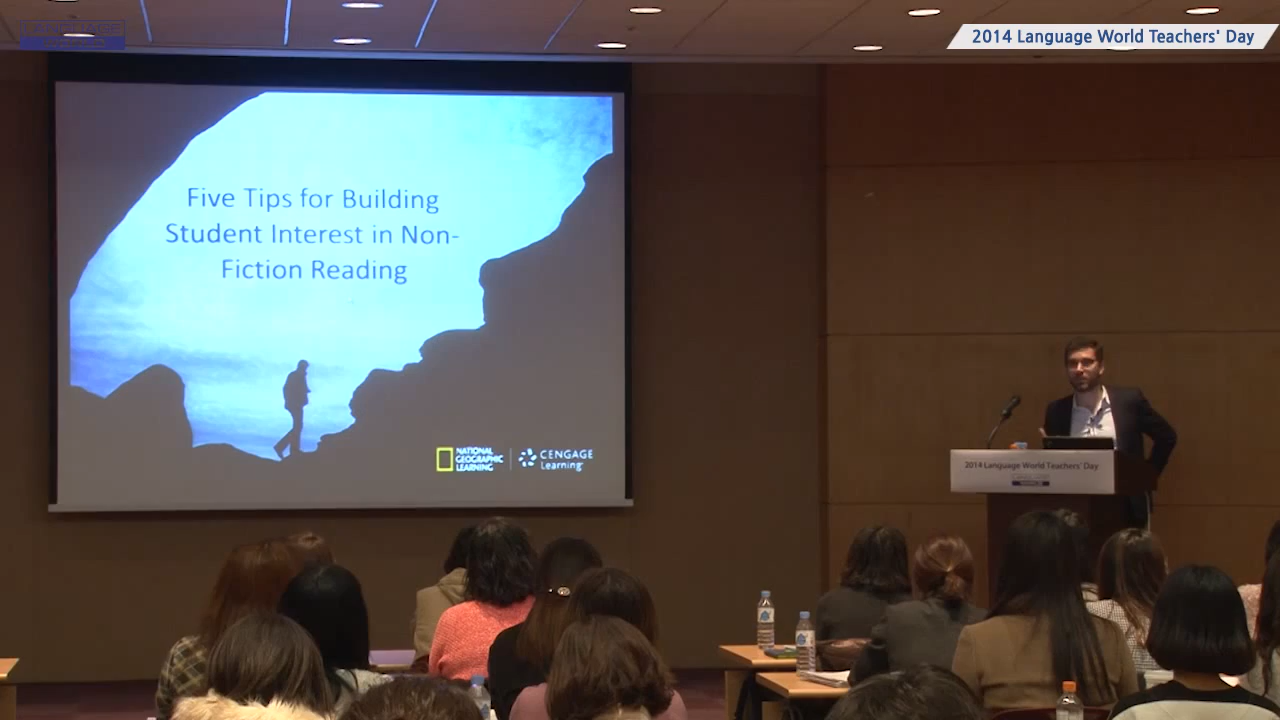 LANGUAGE
2014 Language World Teachers' Day
Five Tips for Building
Student Interest in Non-
Fiction Reading
NATIONAL
GEOGRAPHIC
LEARNING
CENGAGE
Learning
2014 Language World Teachers' Day